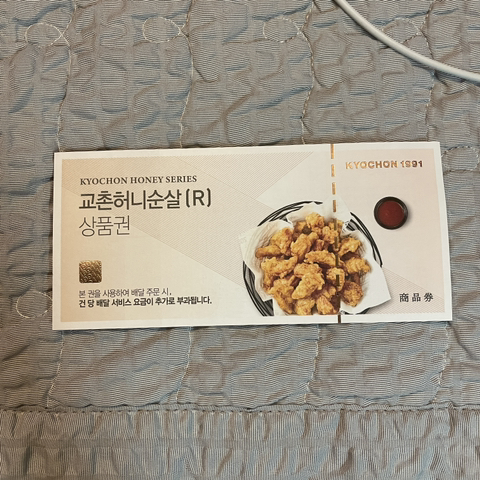 KYOCHON HONEY SERIES
교촌허니순살(R)
상품권
본 권을 사용하여 배달 주문 시,
건 당 배달 서비스 요금이 추가로 부과됩니다.
KYOCHON 1991
商品券